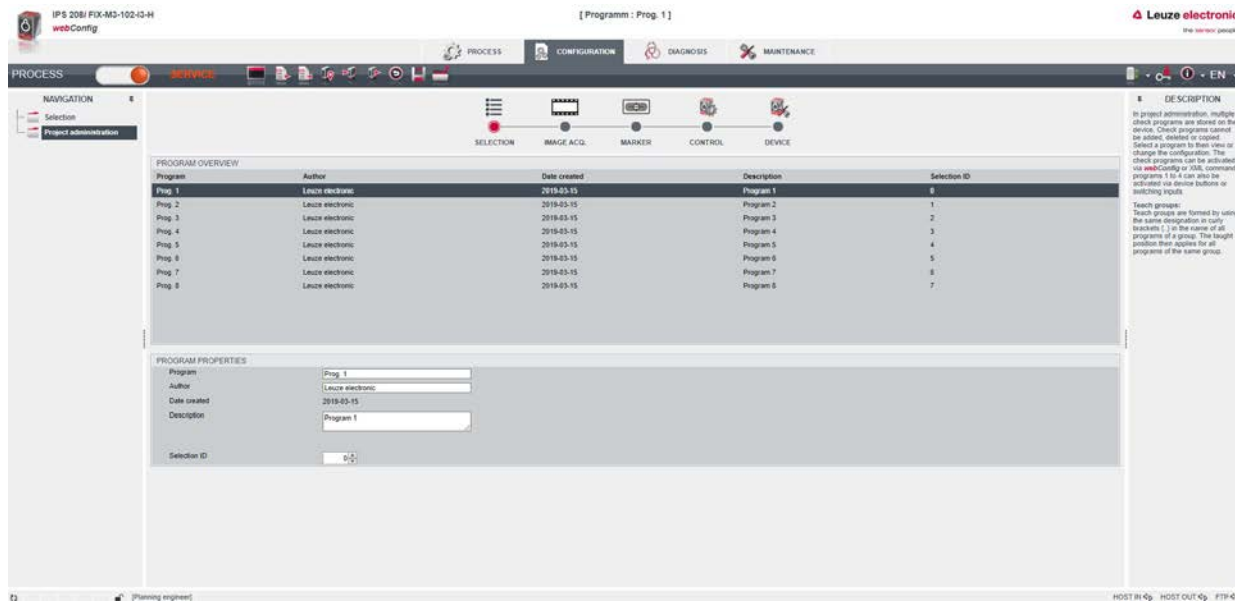 IPS 208i FIX-M3-102-I3-H
webConfig
[ Programm : Prog. 1 ]
Leuze electronic
the sensor people
PROCESS
CONFIGURATION
DIAGNOSIS
MAINTENANCE
PROCESS
SERVICE
EN
NAVIGATION
Selection
Project administration
SELECTION
IMAGE ACQ.
MARKER
CONTROL
DEVICE
PROGRAM OVERVIEW
Program Author Date created Description Selection ID
Prog. 1 Leuze electronic 2019-03-15 Program 1 0
Prog. 2 Leuze electronic 2019-03-15 Program 2 1
Prog. 3 Leuze electronic 2019-03-15 Program 3 2
Prog. 4 Leuze electronic 2019-03-15 Program 4 3
Prog. 5 Leuze electronic 2019-03-15 Program 5 4
Prog. 6 Leuze electronic 2019-03-15 Program 6 5
Prog. 7 Leuze electronic 2019-03-15 Program 7 6
Prog. 8 Leuze electronic 2019-03-15 Program 8 7
PROGRAM PROPERTIES
Program Prog. 1
Author Leuze electronic
Date created 2019-03-15
Description Program 1
Selection ID 0
DESCRIPTION
In project administration, multiple
check programs are stored on the
device. Check programs cannot
be added, deleted or copied.
Select a program to then view or
change the configuration. The
check programs can be activated
via webConfig or XML command
programs 1 to 4 can also be
activated via device buttons or
switching inputs.
Teach groups:
Teach groups are formed by using
the same designation in curly
brackets {..} in the name of all
programs of a group. The taught
position then applies for all
programs of the same group.
[Planning engineer]
HOST IN HOST OUT FTP